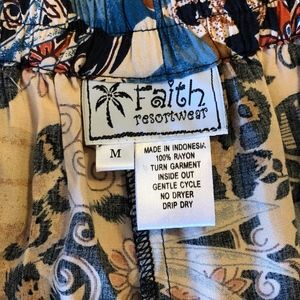 Faith
resortwear
M
MADE IN INDONESIA
100% RAYON
TURN GARMENT
INSIDE OUT
GENTLE CYCLE
NO DRYER
DRIP DRY